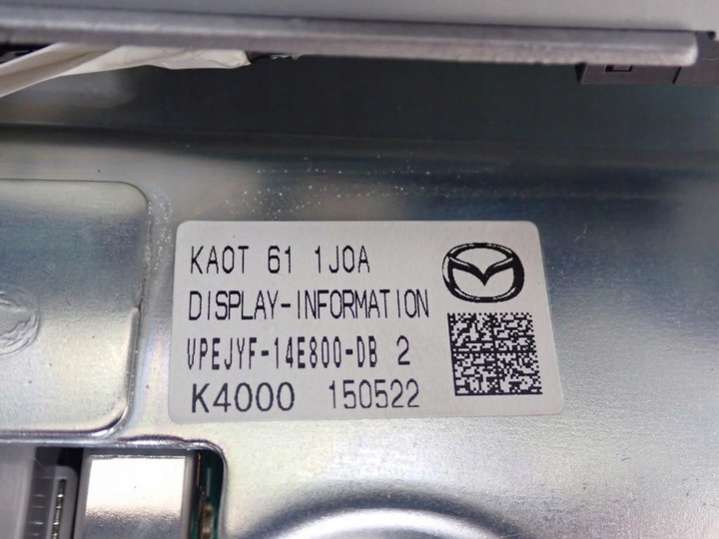 KA0T 61 1J0A
DISPLAY-INFORMATION
VPEJYF-14E800-DB 2
K4000 150522